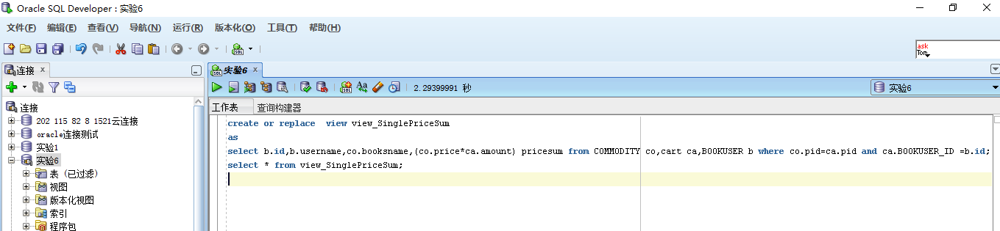 Oracle SQL Developer : 实验6
文件(F) 编辑(E) 查看(V) 导航(N) 运行(R) 版本化(O) 工具(T) 帮助(H)
SQL
ask
Tom
连接 x
SQL 实验6 x
2.29399991 秒
实验6
工作表 查询构建器
连接
202 115 82 8 1521云连接
oracle连接测试
实验1
实验6
表 (已过滤)
视图
版本化视图
索引
程序包
create or replace  view view_SinglePriceSum
as
select b.id,b.username,co.booksname,(co.price*ca.amount) pricesum from COMMODITY co,cart ca,BOOKUSER b where co.pid=ca.pid and ca.BOOKUSER_ID =b.id;
select * from view_SinglePriceSum;